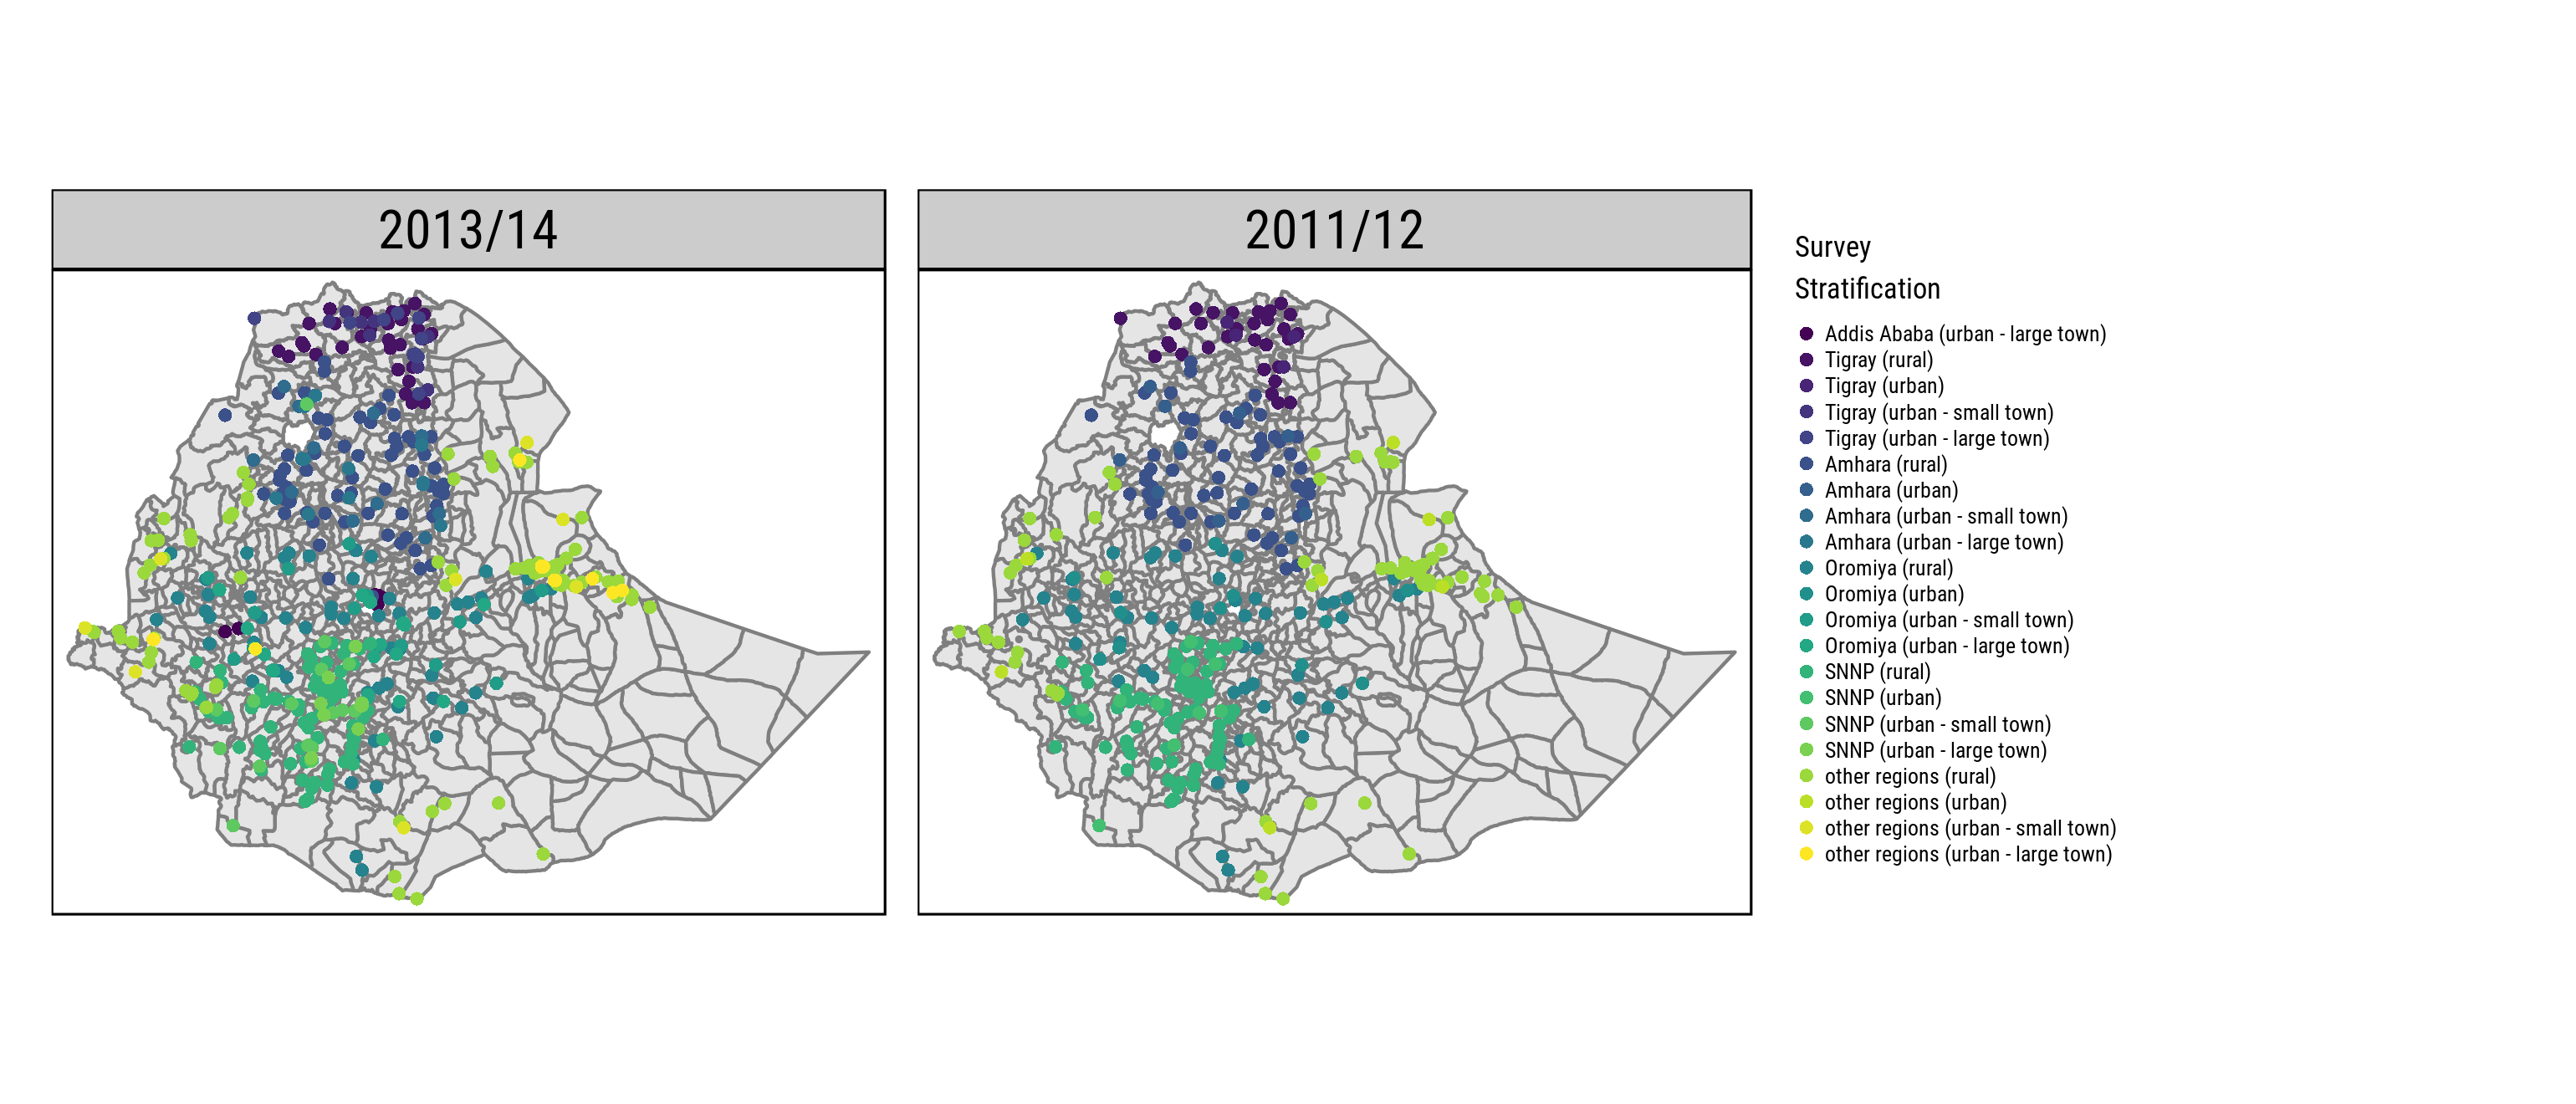 2013/14
2011/12
Survey
Stratification
Addis Ababa (urban - large town)
Tigray (rural)
Tigray (urban)
Tigray (urban - small town)
Tigray (urban - large town)
Amhara (rural)
Amhara (urban)
Amhara (urban - small town)
Amhara (urban - large town)
Oromiya (rural)
Oromiya (urban)
Oromiya (urban - small town)
Oromiya (urban - large town)
SNNP (rural)
SNNP (urban)
SNNP (urban - small town)
SNNP (urban - large town)
other regions (rural)
other regions (urban)
other regions (urban - small town)
other regions (urban - large town)